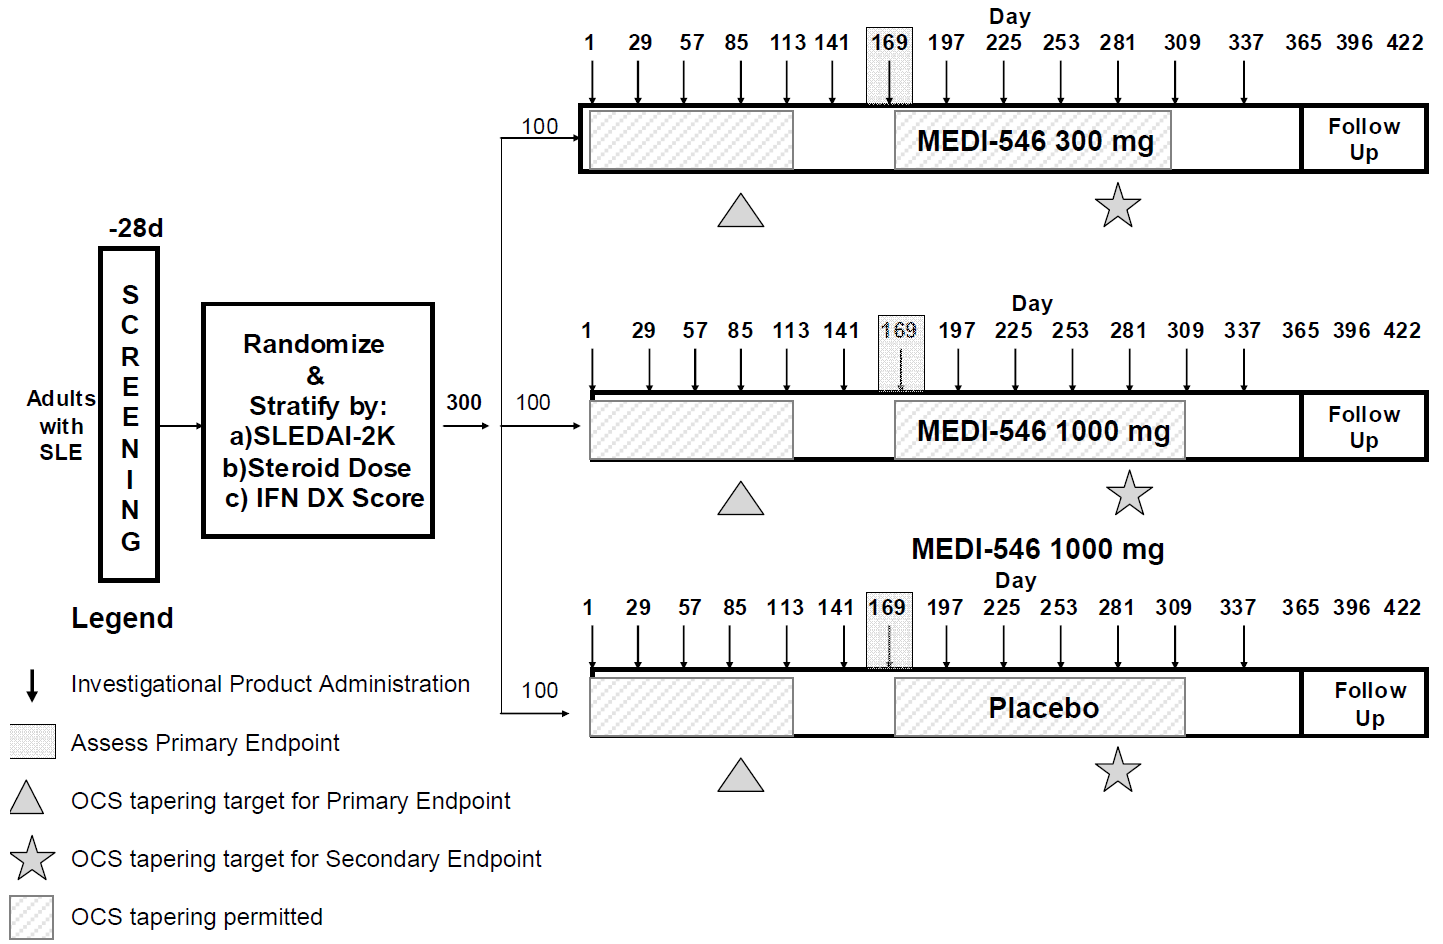 Day
1 29 57 85 113 141 169 197 225 253 281 309 337 365 396 422
100
MEDI-546 300 mg
Follow
Up
-28d
SCREENING
Adults
with
SLE
Randomize
&
Stratify by:
a)SLEDAI-2K
b)Steroid Dose
c) IFN DX Score
300
Day
1 29 57 85 113 141 169 197 225 253 281 309 337 365 396 422
100
MEDI-546 1000 mg
Follow
Up
MEDI-546 1000 mg
Day
1 29 57 85 113 141 169 197 225 253 281 309 337 365 396 422
100
Placebo
Follow
Up
Legend
Investigational Product Administration
Assess Primary Endpoint
OCS tapering target for Primary Endpoint
OCS tapering target for Secondary Endpoint
OCS tapering permitted